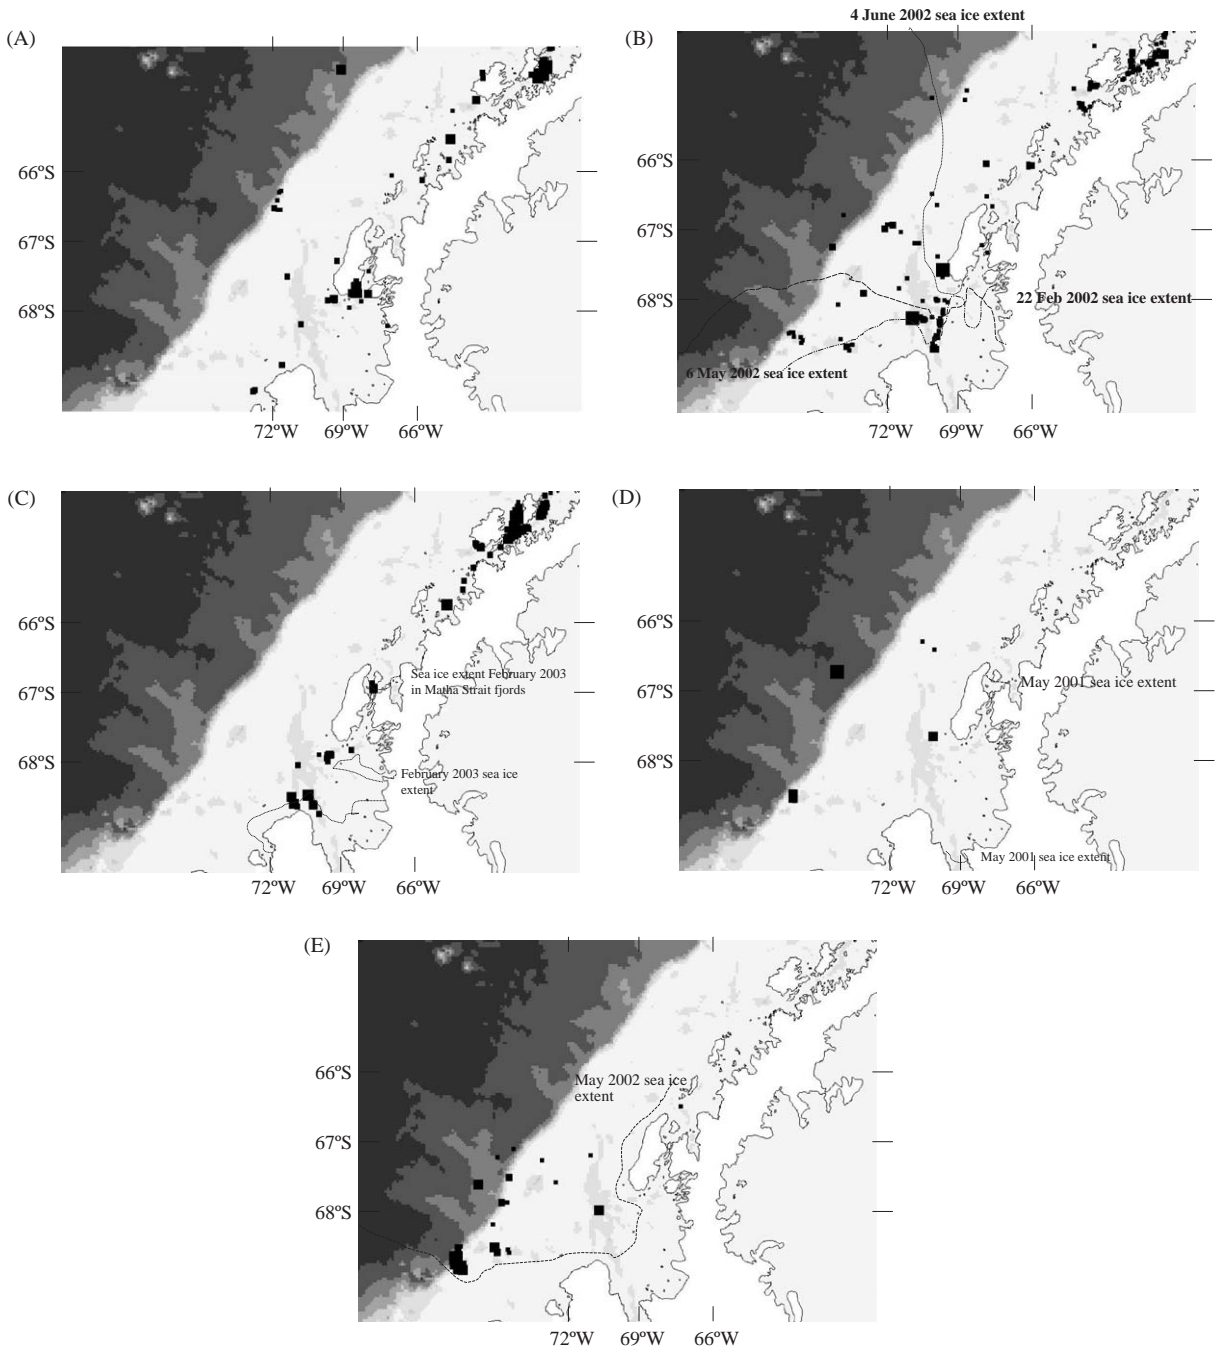 (A)
66ºS
67ºS
68ºS
72ºW 69ºW 66ºW
4 June 2002 sea ice extent
(B)
66ºS
67ºS
68ºS
22 Feb 2002 sea ice extent
6 May 2002 sea ice extent
72ºW 69ºW 66ºW
(C)
66ºS
67ºS
68ºS
Sea ice extent February 2003
in Matha Strait fjords
February 2003 sea ice
extent
72ºW 69ºW 66ºW
(D)
66ºS
67ºS
68ºS
May 2001 sea ice extent
May 2001 sea ice extent
72ºW 69ºW 66ºW
(E)
66ºS
67ºS
68ºS
May 2002 sea ice
extent
72ºW 69ºW 66ºW